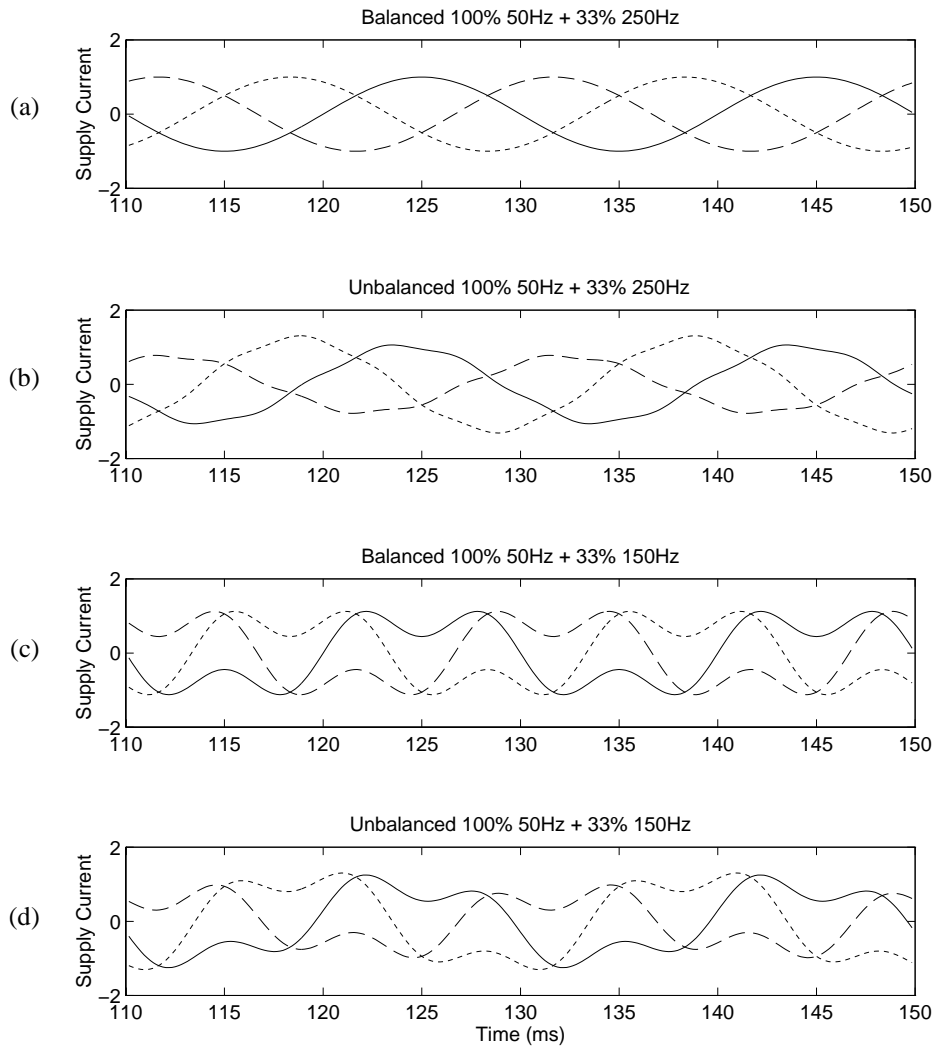 Balanced 100% 50Hz + 33% 250Hz
(a)
Supply Current
2
0
−2
110 115 120 125 130 135 140 145 150
Unbalanced 100% 50Hz + 33% 250Hz
(b)
Supply Current
2
0
−2
110 115 120 125 130 135 140 145 150
Balanced 100% 50Hz + 33% 150Hz
(c)
Supply Current
2
0
−2
110 115 120 125 130 135 140 145 150
Unbalanced 100% 50Hz + 33% 150Hz
(d)
Supply Current
2
0
−2
110 115 120 125 130 135 140 145 150
Time (ms)